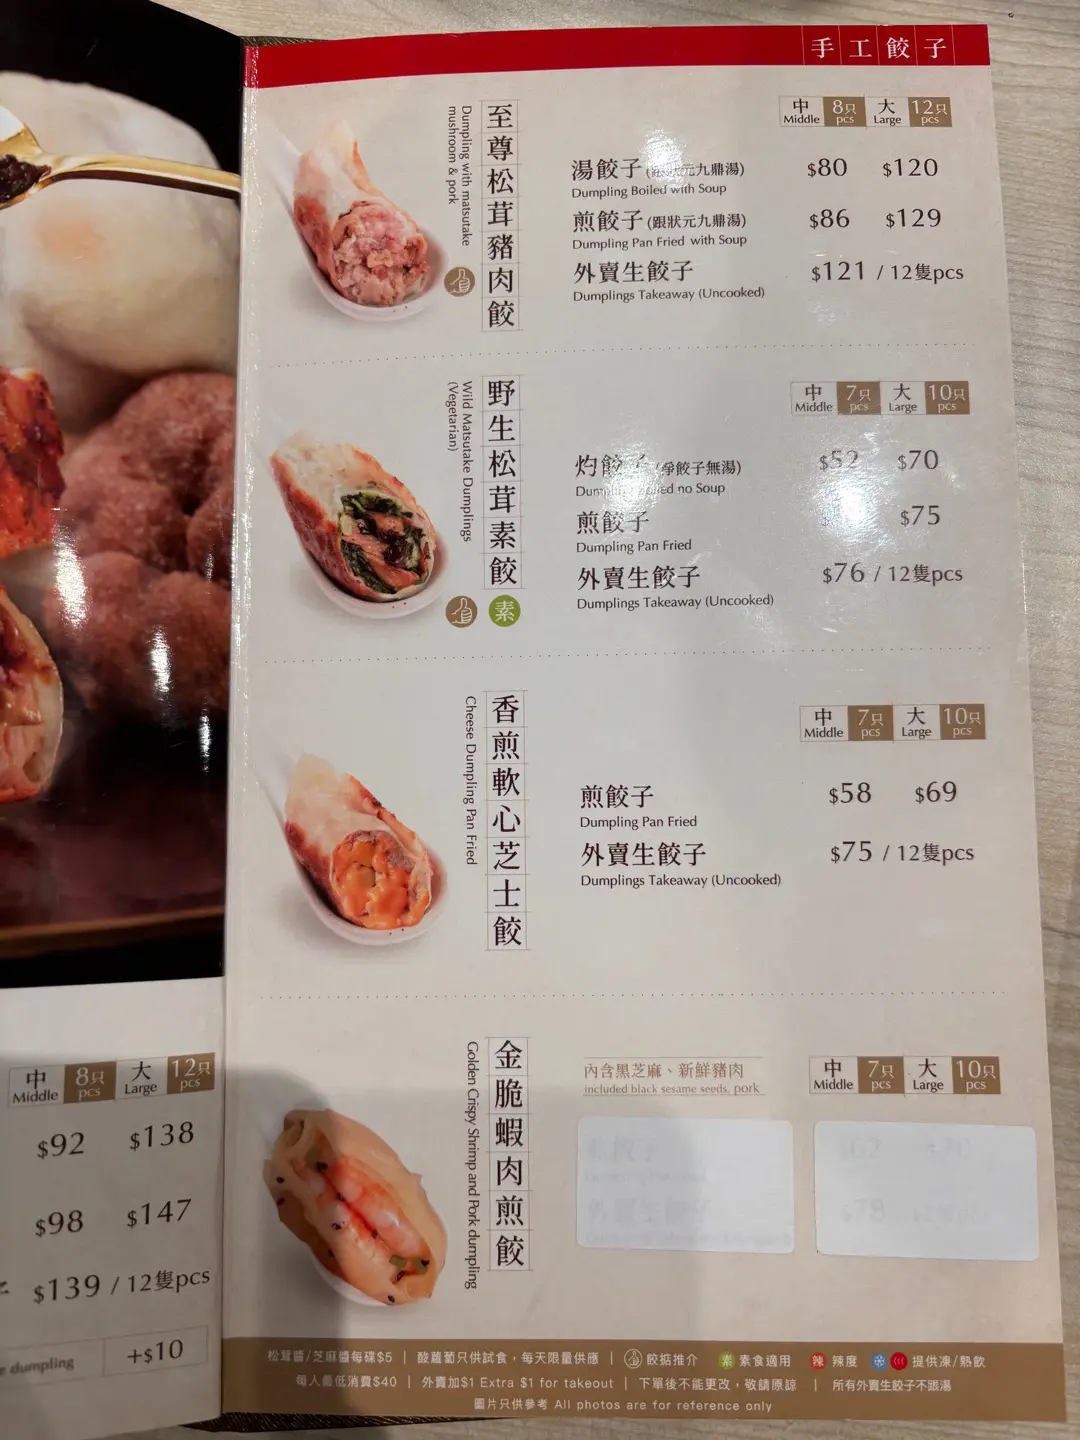 手工餃子
至尊松茸豬肉餃
Dumpling with matsutake
mushroom & pork
中 Middle 8只 pcs 大 Large 12只 pcs
湯餃子 (跟狀元九鼎湯) $80 $120
Dumpling Boiled with Soup
煎餃子 (跟狀元九鼎湯) $86 $129
Dumpling Pan Fried with Soup
外賣生餃子 $121 / 12隻pcs
Dumplings Takeaway (Uncooked)
野生松茸素餃
Wild Matsutake Dumplings
(Vegetarian)
素
中 Middle 7只 pcs 大 Large 10只 pcs
灼餃子 (淨餃子無湯) $52 $70
Dumpling Boiled no Soup
煎餃子 $75
Dumpling Pan Fried
外賣生餃子 $76 / 12隻pcs
Dumplings Takeaway (Uncooked)
香煎軟心芝士餃
Cheese Dumpling Pan Fried
中 Middle 7只 pcs 大 Large 10只 pcs
煎餃子 $58 $69
Dumpling Pan Fried
外賣生餃子 $75 / 12隻pcs
Dumplings Takeaway (Uncooked)
金脆蝦肉煎餃
Golden Crispy Shrimp and Pork dumpling
內含黑芝麻、新鮮豬肉
included black sesame seeds, pork
中 Middle 7只 pcs 大 Large 10只 pcs
中 Middle 8只 pcs 大 Large 12只 pcs
$92 $138
$98 $147
$139 / 12隻pcs
dumpling +$10
松茸醬/芝麻醬每碟$5 | 酸蘿蔔只供試食，每天限量供應 | 餃掂推介 素 素食適用 辣 辣度 提供凍/熱飲
每人最低消費$40 | 外賣加$1 Extra $1 for takeout | 下單後不能更改，敬請原諒 | 所有外賣生餃子不跟湯
圖片只供參考 All photos are for reference only